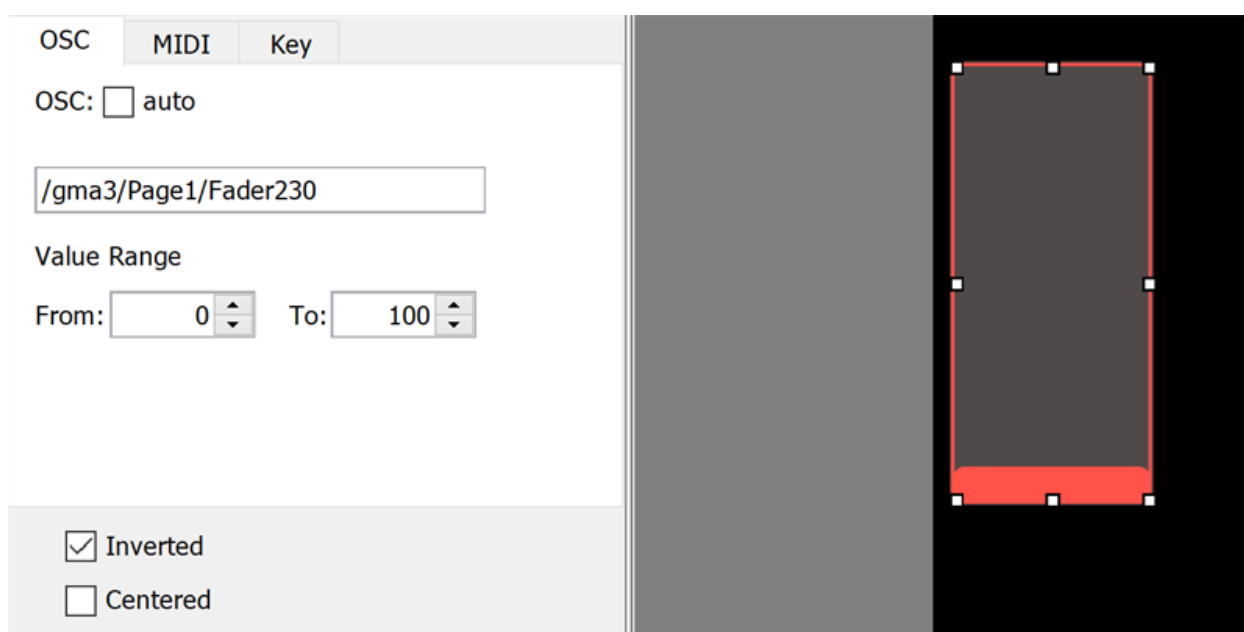 OSC MIDI Key
OSC: auto
/gma3/Page1/Fader230
Value Range
From: 0 To: 100
Inverted
Centered